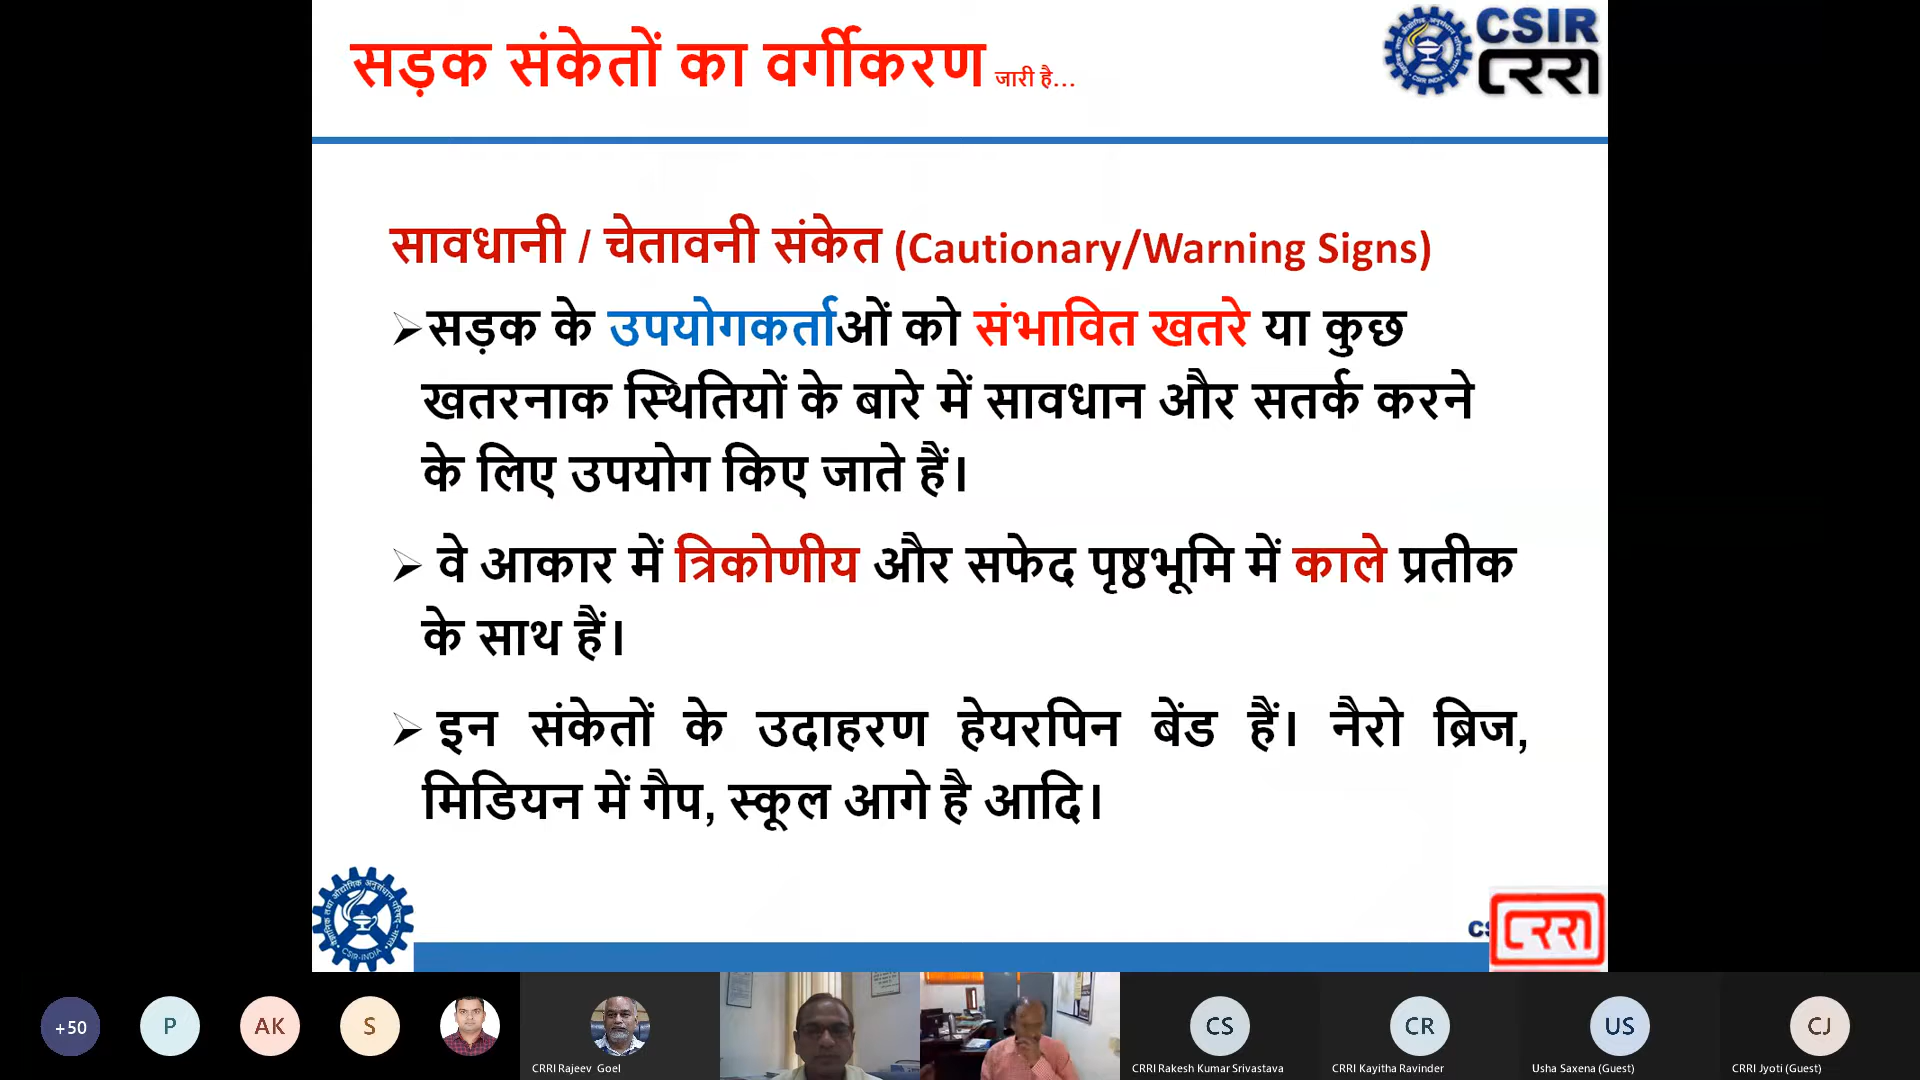 सड़क संकेतों का वर्गीकरण जारी है...
CSIR
CRRI
सावधानी / चेतावनी संकेत (Cautionary/Warning Signs)
➢सड़क के उपयोगकर्ताओं को संभावित खतरे या कुछ
खतरनाक स्थितियों के बारे में सावधान और सतर्क करने
के लिए उपयोग किए जाते हैं।
➢ वे आकार में त्रिकोणीय और सफेद पृष्ठभूमि में काले प्रतीक
के साथ हैं।
➢ इन संकेतों के उदाहरण हेयरपिन बेंड हैं। नैरो ब्रिज,
मिडियन में गैप, स्कूल आगे है आदि।
CSIR-INDIA
CRRI
+50
P
AK
S
CS
CR
US
CJ
CRRI Rajeev Goel
CRRI Rakesh Kumar Srivastava
CRRI Kayitha Ravinder
Usha Saxena (Guest)
CRRI Jyoti (Guest)